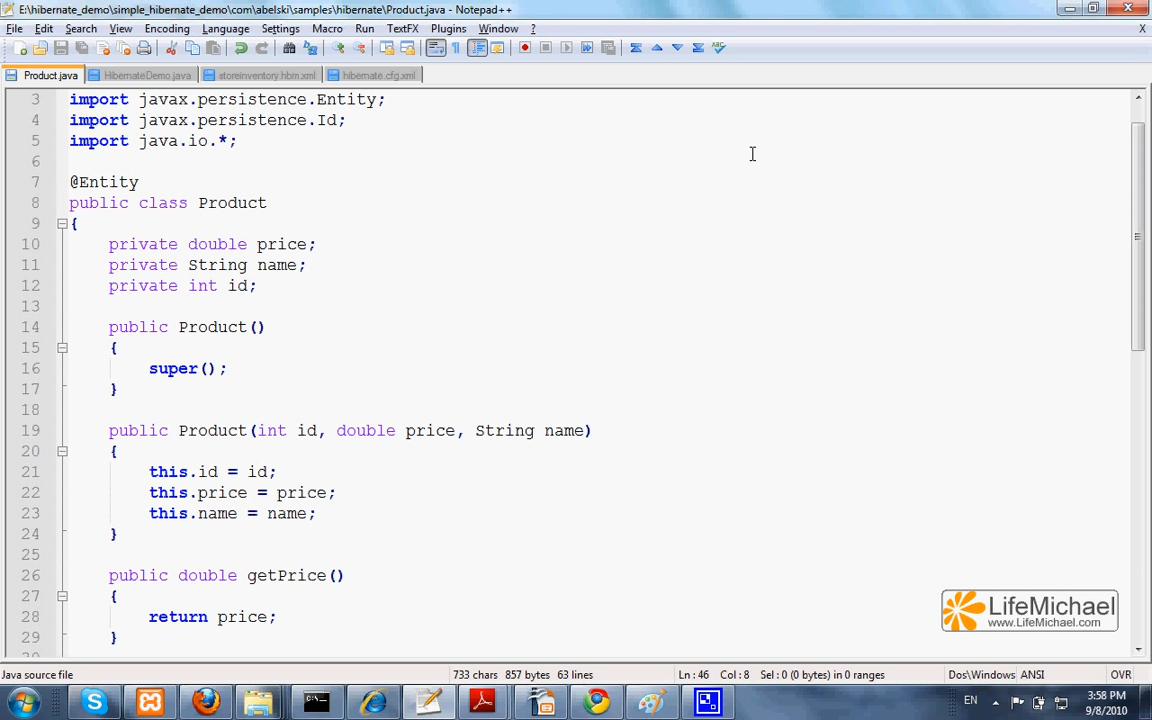 E:\hibernate_demo\simple_hibernate_demo\com\abelski\samples\hibernate\Product.java - Notepad++
File Edit Search View Encoding Language Settings Macro Run TextFX Plugins Window ? X
Product.java HibernateDemo.java storeinventory.hbm.xml hibernate.cfg.xml
3 import javax.persistence.Entity;
4 import javax.persistence.Id;
5 import java.io.*;
6
7 @Entity
8 public class Product
9 {
10 private double price;
11 private String name;
12 private int id;
13
14 public Product()
15 {
16 super();
17 }
18
19 public Product(int id, double price, String name)
20 {
21 this.id = id;
22 this.price = price;
23 this.name = name;
24 }
25
26 public double getPrice()
27 {
28 return price;
29 }
LifeMichael
www.LifeMichael.com
Java source file 733 chars 857 bytes 63 lines Ln : 46 Col : 8 Sel : 0 (0 bytes) in 0 ranges Dos\Windows ANSI OVR
EN 3:58 PM
9/8/2010